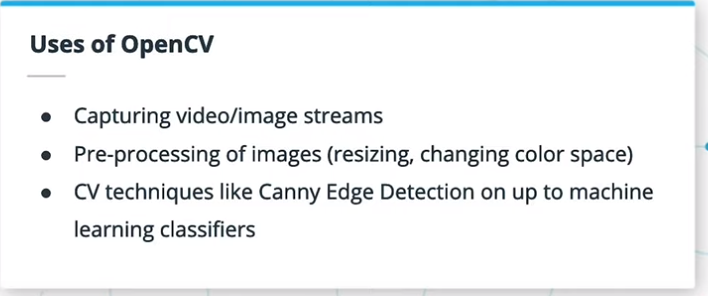 Uses of OpenCV
● Capturing video/image streams
● Pre-processing of images (resizing, changing color space)
● CV techniques like Canny Edge Detection on up to machine
learning classifiers